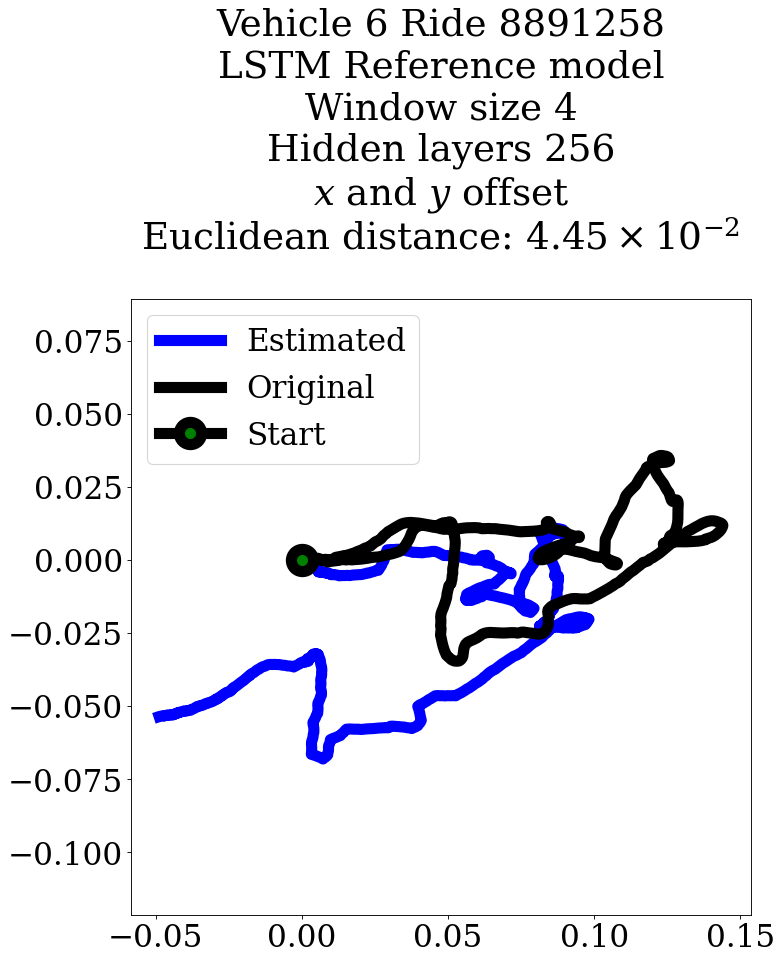 Vehicle 6 Ride 8891258
LSTM Reference model
Window size 4
Hidden layers 256
x and y offset
Euclidean distance: 4.45 × 10⁻²
Estimated
Original
Start
0.075
0.050
0.025
0.000
−0.025
−0.050
−0.075
−0.100
−0.05 0.00 0.05 0.10 0.15